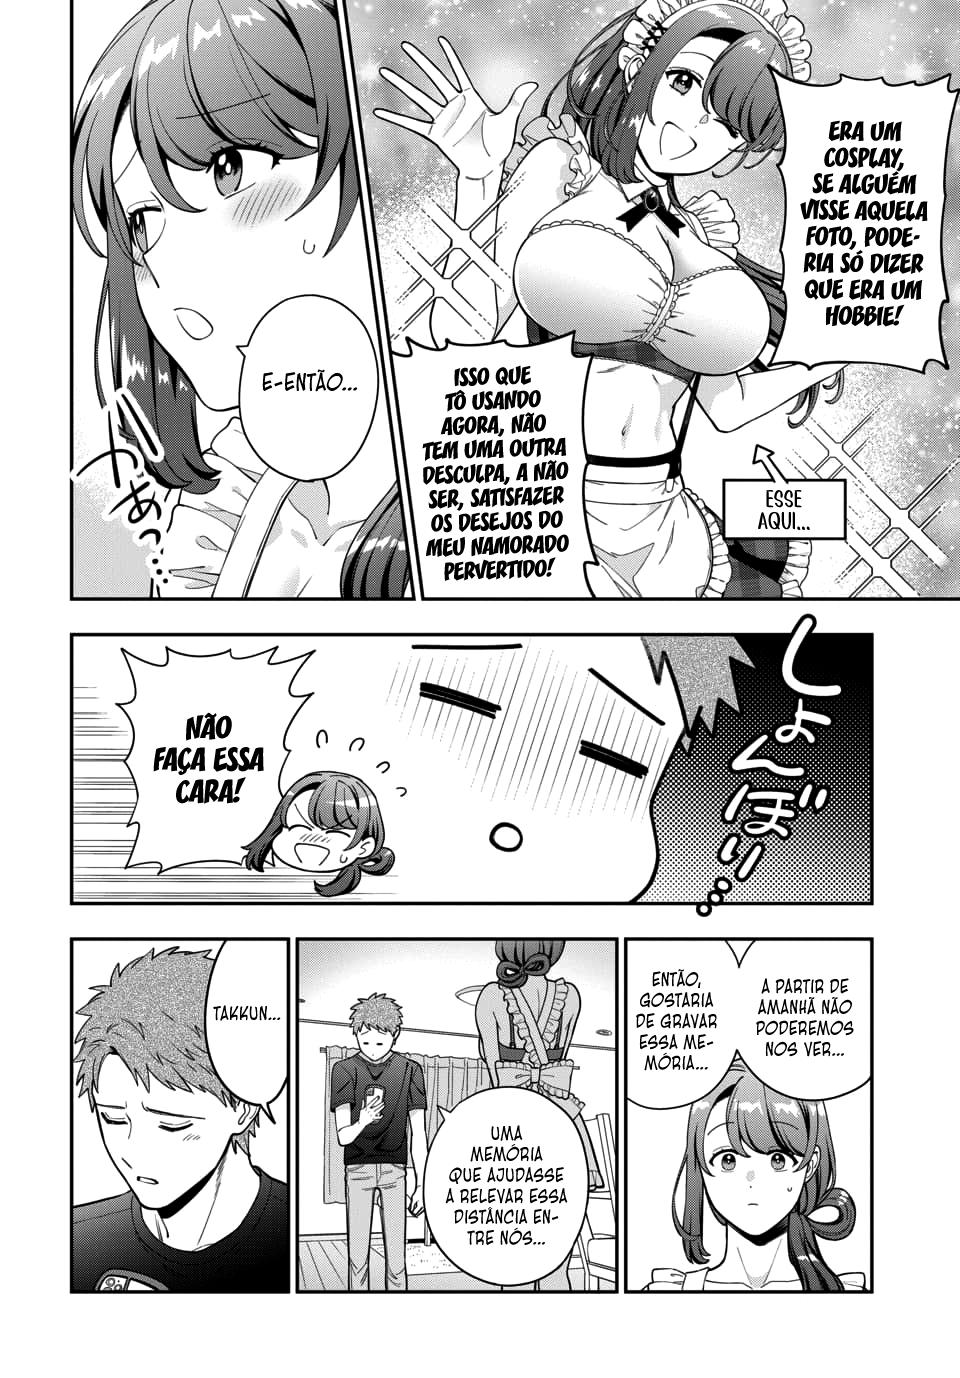 ERA UM
COSPLAY,
SE ALGUÉM
VISSE AQUELA
FOTO, PODE-
RIA SÓ DIZER
QUE ERA UM
HOBBIE!
ISSO QUE
TÔ USANDO
AGORA, NÃO
TEM UMA OUTRA
DESCULPA, A NÃO
SER, SATISFAZER
OS DESEJOS DO
MEU NAMORADO
PERVERTIDO!
ESSE
AQUI...
E-ENTÃO...
かぁ…
しょんぼり…
NÃO
FAÇA ESSA
CARA!
A PARTIR DE
AMANHÃ NÃO
PODEREMOS
NOS VER...
ENTÃO,
GOSTARIA
DE GRAVAR
ESSA ME-
MÓRIA...
UMA
MEMÓRIA
QUE AJUDASSE
A RELEVAR ESSA
DISTÂNCIA EN-
TRE NÓS...
TAKKUN...